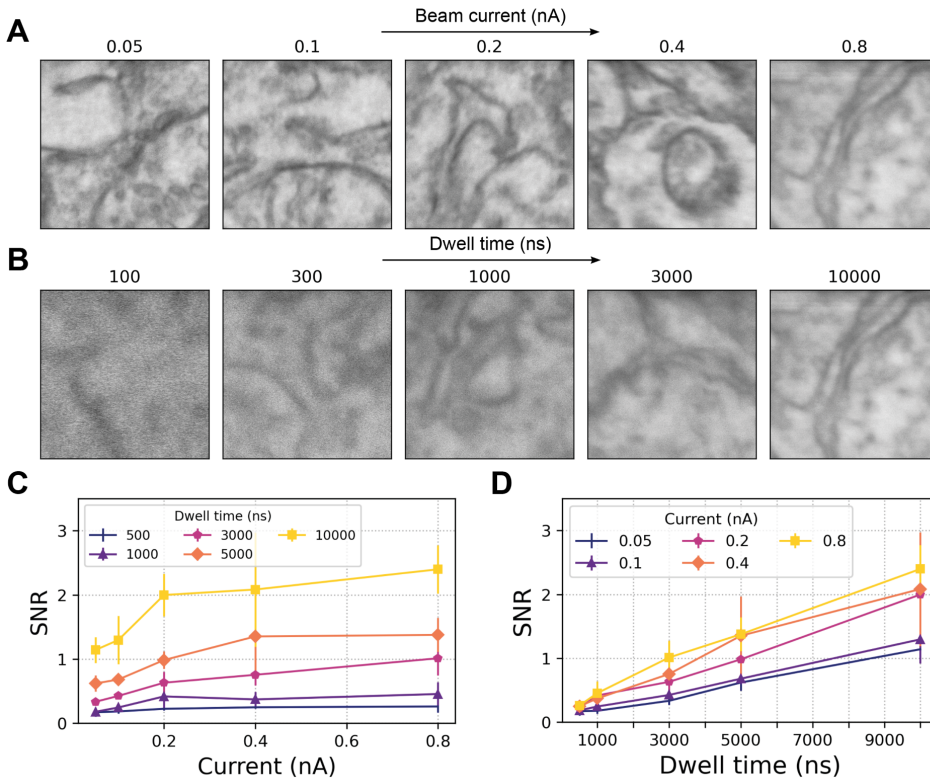 A
Beam current (nA)
0.05 0.1 0.2 0.4 0.8
B
Dwell time (ns)
100 300 1000 3000 10000
C
Dwell time (ns)
500 3000 10000
1000 5000
3
2
1
0
SNR
0.2 0.4 0.6 0.8
Current (nA)
D
Current (nA)
0.05 0.2 0.8
0.1 0.4
3
2
1
0
SNR
1000 3000 5000 7000 9000
Dwell time (ns)